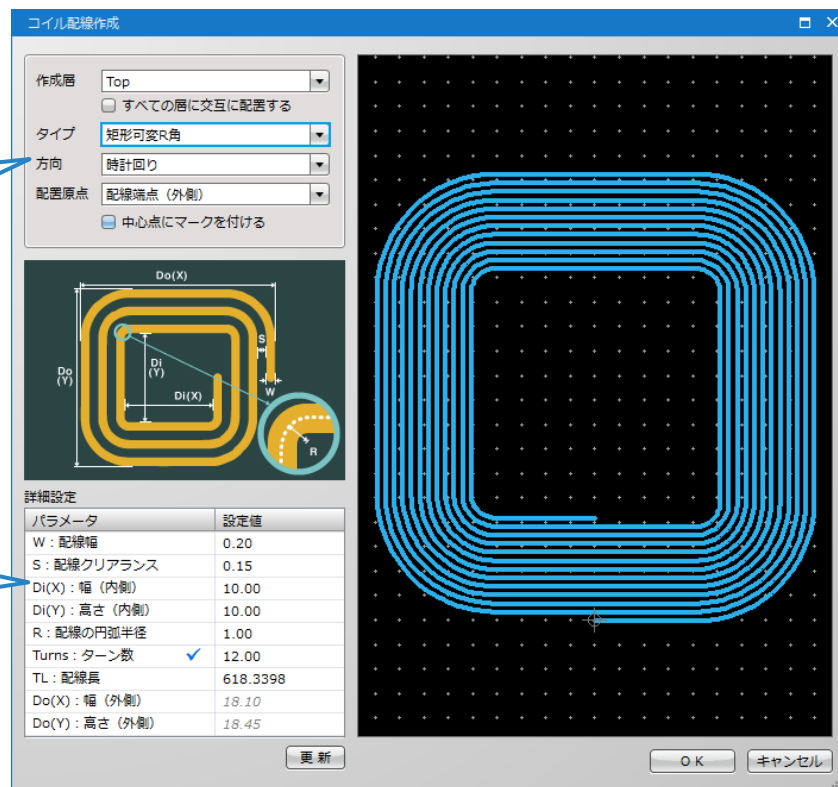 コイル配線作成
作成層 Top
すべての層に交互に配置する
タイプ 矩形可変R角
方向 時計回り
配置原点 配線端点（外側）
中心点にマークを付ける
Do(X)
S
Do
(Y)
Di
(Y)
Di(X)
W
R
詳細設定
パラメータ 設定値
W：配線幅 0.20
S：配線クリアランス 0.15
Di(X)：幅（内側） 10.00
Di(Y)：高さ（内側） 10.00
R：配線の円弧半径 1.00
Turns：ターン数 ✓ 12.00
TL：配線長 618.3398
Do(X)：幅（外側） 18.10
Do(Y)：高さ（外側） 18.45
更新
OK キャンセル